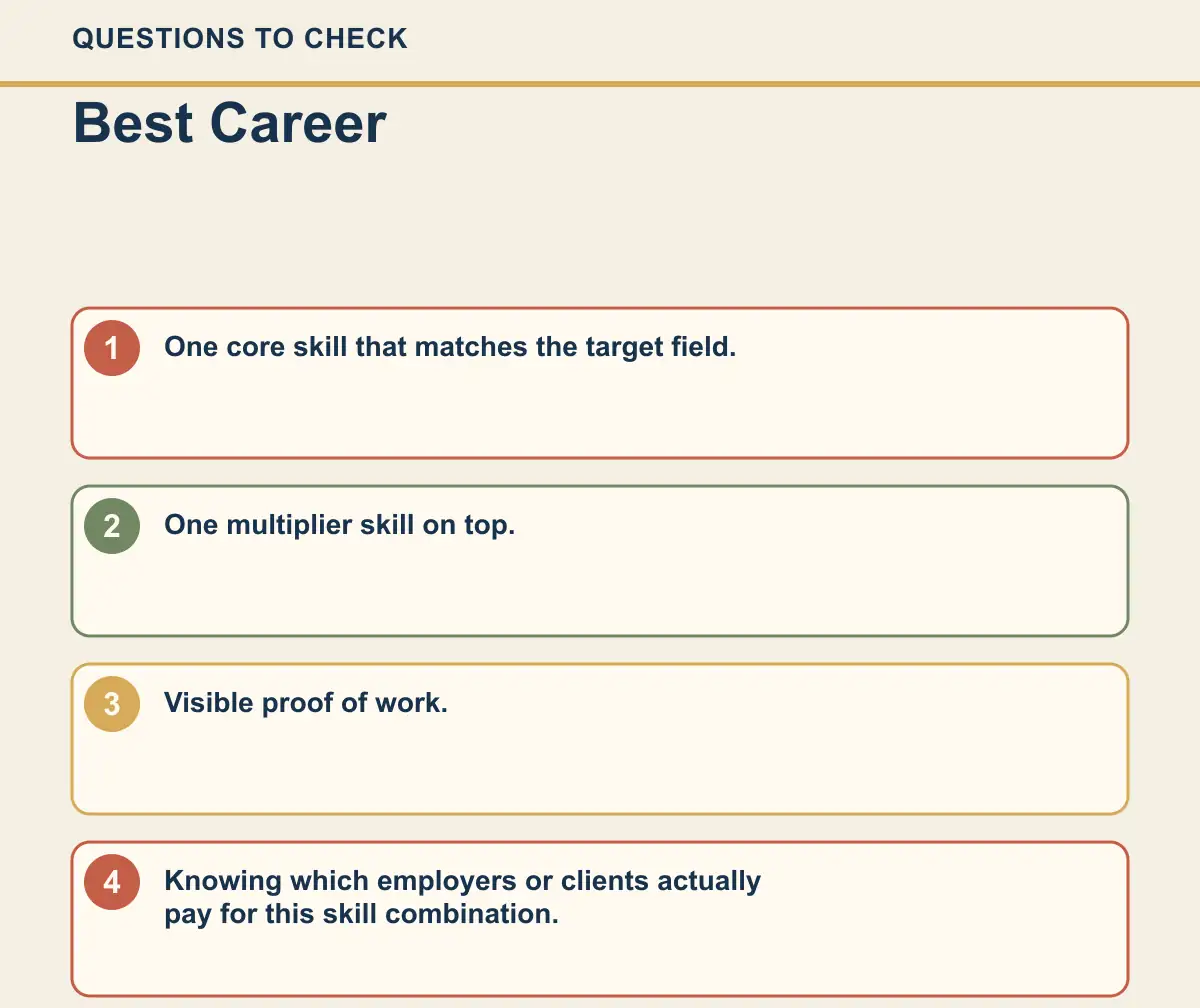 QUESTIONS TO CHECK
Best Career
1
One core skill that matches the target field.
2
One multiplier skill on top.
3
Visible proof of work.
4
Knowing which employers or clients actually
pay for this skill combination.